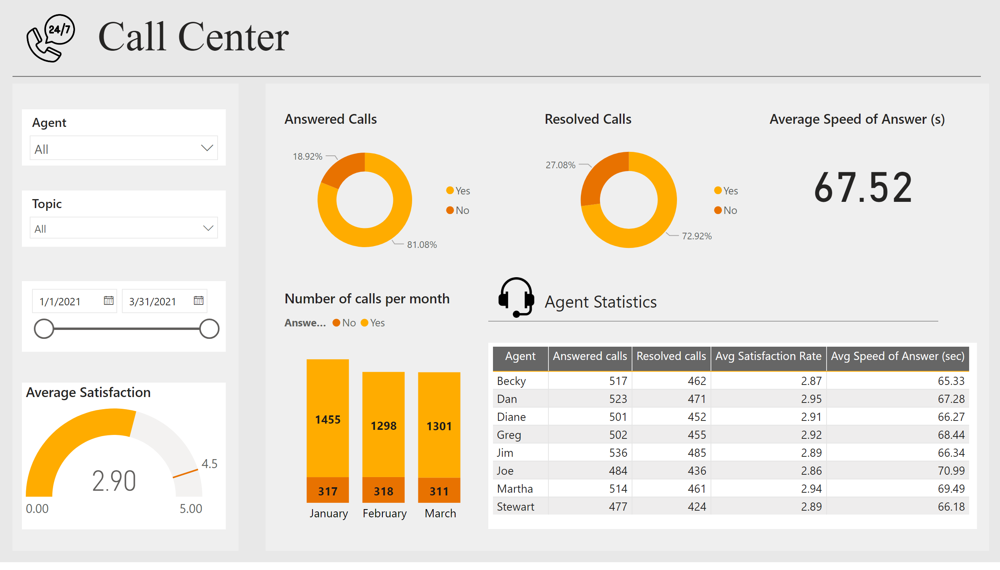 24/7
Call Center
Agent
All
Topic
All
1/1/2021
3/31/2021
Average Satisfaction
4.5
2.90
0.00
5.00
Answered Calls
18.92%
81.08%
Yes
No
Resolved Calls
27.08%
72.92%
Yes
No
Average Speed of Answer (s)
67.52
Number of calls per month
Answe... No Yes
1455 1298 1301
317 318 311
January February March
Agent Statistics
Agent Answered calls Resolved calls Avg Satisfaction Rate Avg Speed of Answer (sec)
Becky 517 462 2.87 65.33
Dan 523 471 2.95 67.28
Diane 501 452 2.91 66.27
Greg 502 455 2.92 68.44
Jim 536 485 2.89 66.34
Joe 484 436 2.86 70.99
Martha 514 461 2.94 69.49
Stewart 477 424 2.89 66.18